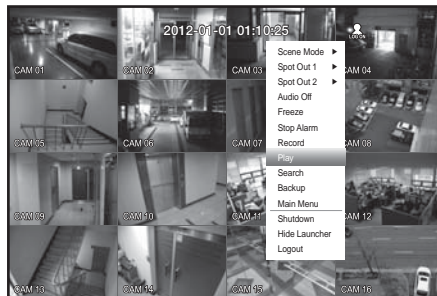 2012-01-01 01:10:25
LOG ON
CAM 01
CAM 02
CAM 03
CAM 04
Scene Mode
Spot Out 1
Spot Out 2
Audio Off
Freeze
Stop Alarm
Record
Play
Search
Backup
Main Menu
Shutdown
Hide Launcher
Logout
CAM 05
CAM 06
CAM 07
CAM 08
CAM 09
CAM 10
CAM 11
CAM 12
CAM 13
CAM 14
CAM 15
CAM 16